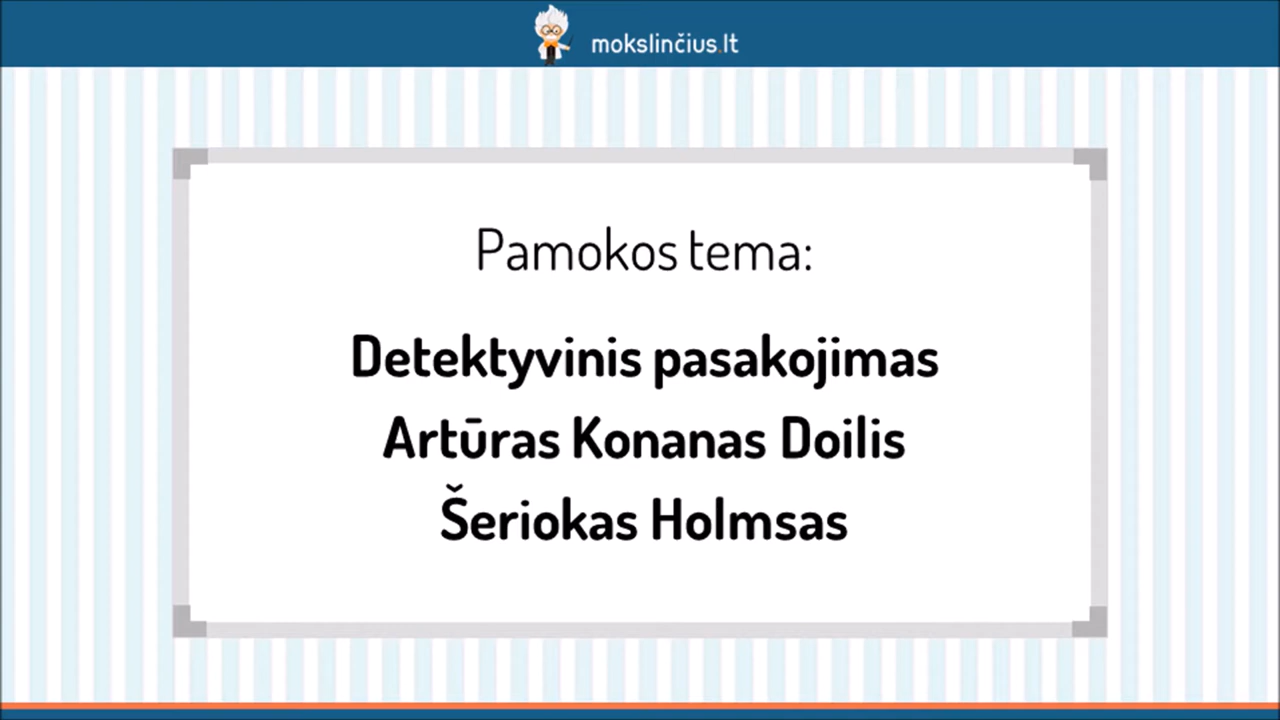 mokslinčius.lt
Pamokos tema:
Detektyvinis pasakojimas
Artūras Konanas Doilis
Šeriokas Holmsas